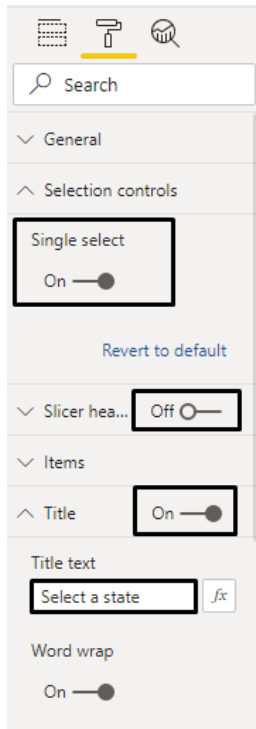 Search
General
Selection controls
Single select
On
Revert to default
Slicer hea... Off
Items
Title On
Title text
Select a state fx
Word wrap
On